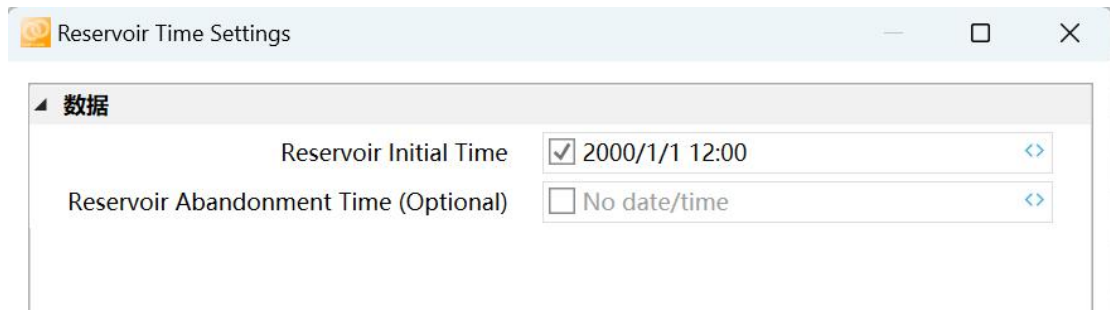 Reservoir Time Settings
数据
Reservoir Initial Time 2000/1/1 12:00
Reservoir Abandonment Time (Optional) No date/time